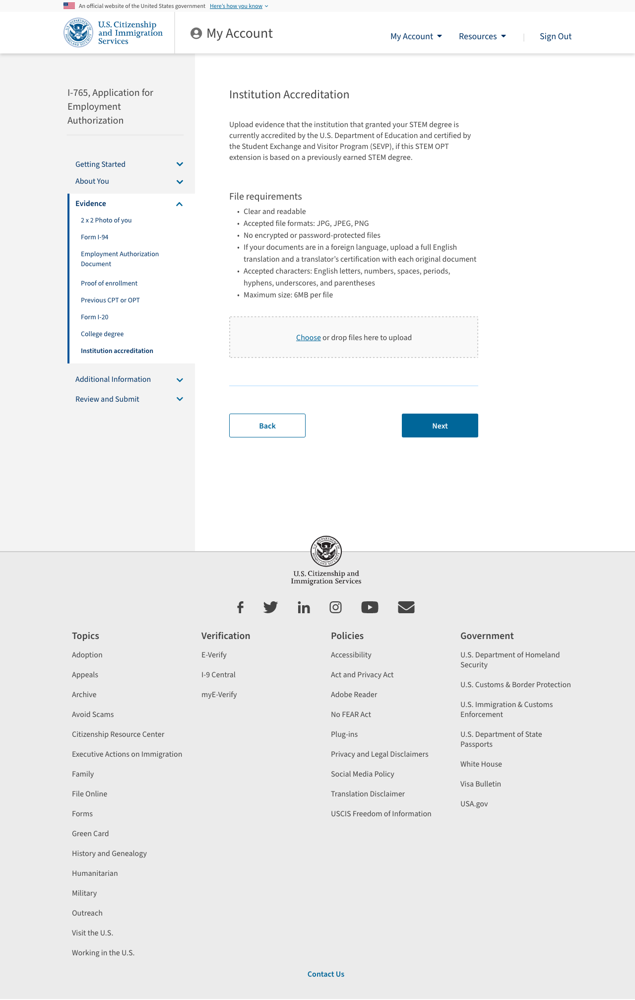 An official website of the United States government Here's how you know
U.S. Citizenship
and Immigration
Services
My Account
My Account
Resources
Sign Out
I-765, Application for
Employment
Authorization
Getting Started
About You
Evidence
2 x 2 Photo of you
Form I-94
Employment Authorization
Document
Proof of enrollment
Previous CPT or OPT
Form I-20
College degree
Institution accreditation
Additional Information
Review and Submit
Institution Accreditation
Upload evidence that the institution that granted your STEM degree is
currently accredited by the U.S. Department of Education and certified by
the Student Exchange and Visitor Program (SEVP), if this STEM OPT
extension is based on a previously earned STEM degree.
File requirements
• Clear and readable
• Accepted file formats: JPG, JPEG, PNG
• No encrypted or password-protected files
• If your documents are in a foreign language, upload a full English
translation and a translator’s certification with each original document
• Accepted characters: English letters, numbers, spaces, periods,
hyphens, underscores, and parentheses
• Maximum size: 6MB per file
Choose or drop files here to upload
Back
Next
U.S. DEPARTMENT OF HOMELAND SECURITY
U.S. Citizenship and
Immigration Services
Topics
Adoption
Appeals
Archive
Avoid Scams
Citizenship Resource Center
Executive Actions on Immigration
Family
File Online
Forms
Green Card
History and Genealogy
Humanitarian
Military
Outreach
Visit the U.S.
Working in the U.S.
Verification
E-Verify
I-9 Central
myE-Verify
Policies
Accessibility
Act and Privacy Act
Adobe Reader
No FEAR Act
Plug-ins
Privacy and Legal Disclaimers
Social Media Policy
Translation Disclaimer
USCIS Freedom of Information
Government
U.S. Department of Homeland
Security
U.S. Customs & Border Protection
U.S. Immigration & Customs
Enforcement
U.S. Department of State
Passports
White House
Visa Bulletin
USA.gov
Contact Us